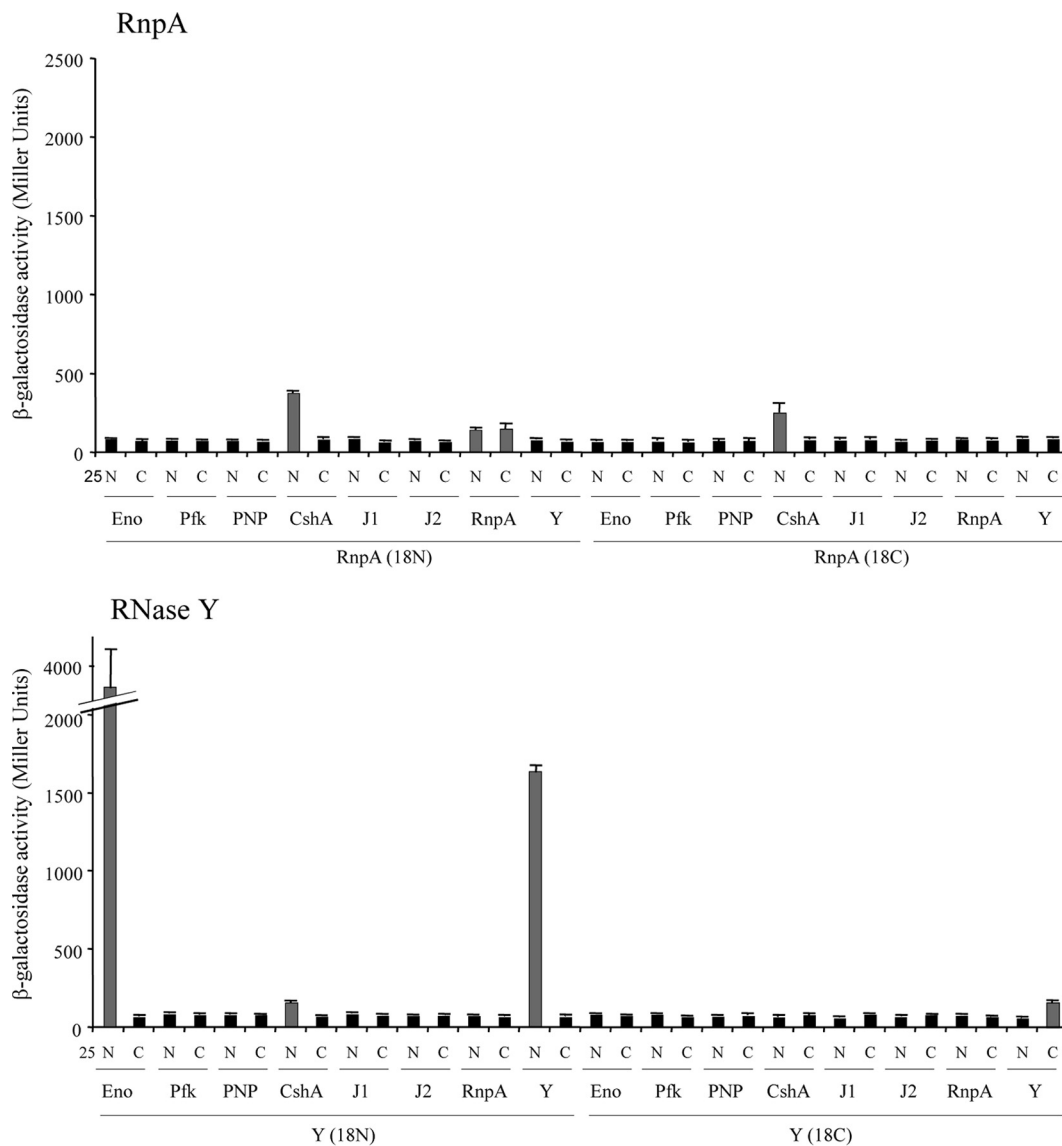 RnpA
β-galactosidase activity (Miller Units)
2500
2000
1500
1000
500
0
25 N C N C N C N C N C N C N C N C N C N C N C N C N C N C N C N C
Eno Pfk PNP CshA J1 J2 RnpA Y Eno Pfk PNP CshA J1 J2 RnpA Y
RnpA (18N) RnpA (18C)
RNase Y
β-galactosidase activity (Miller Units)
4000
2000
1500
1000
500
0
25 N C N C N C N C N C N C N C N C N C N C N C N C N C N C N C N C
Eno Pfk PNP CshA J1 J2 RnpA Y Eno Pfk PNP CshA J1 J2 RnpA Y
Y (18N) Y (18C)